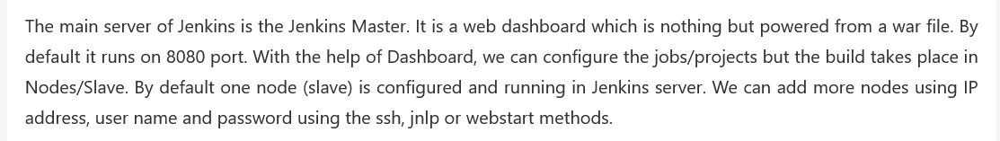 The main server of Jenkins is the Jenkins Master. It is a web dashboard which is nothing but powered from a war file. By
default it runs on 8080 port. With the help of Dashboard, we can configure the jobs/projects but the build takes place in
Nodes/Slave. By default one node (slave) is configured and running in Jenkins server. We can add more nodes using IP
address, user name and password using the ssh, jnlp or webstart methods.